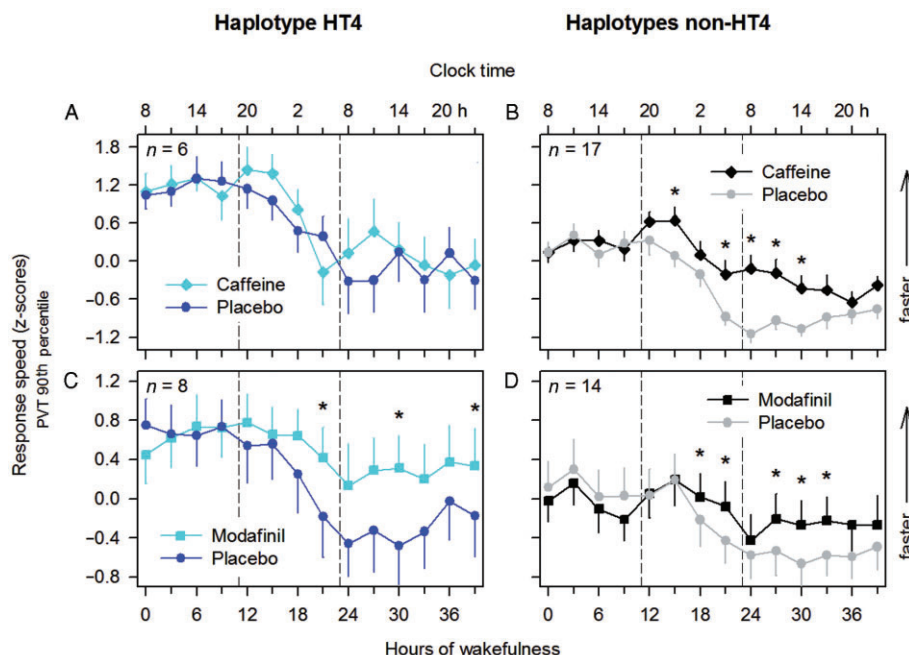 Haplotype HT4
Haplotypes non-HT4
Clock time
8 14 20 2 8 14 20 h
8 14 20 2 8 14 20 h
A
n = 6
1.8
1.2
0.6
0.0
−0.6
−1.2
Caffeine
Placebo
B
n = 17
Caffeine
Placebo
*
* * *
*
faster
Response speed (z-scores)
PVT 90th percentile
C
n = 8
1.2
0.8
0.4
0.0
−0.4
−0.8
* * *
Modafinil
Placebo
D
n = 14
Modafinil
Placebo
* * * * *
faster
0 6 12 18 24 30 36
0 6 12 18 24 30 36
Hours of wakefulness